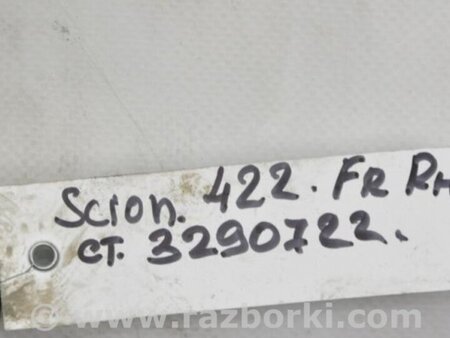 Scion. 422. FR RH
ст. 3290722.
www.razborki.com